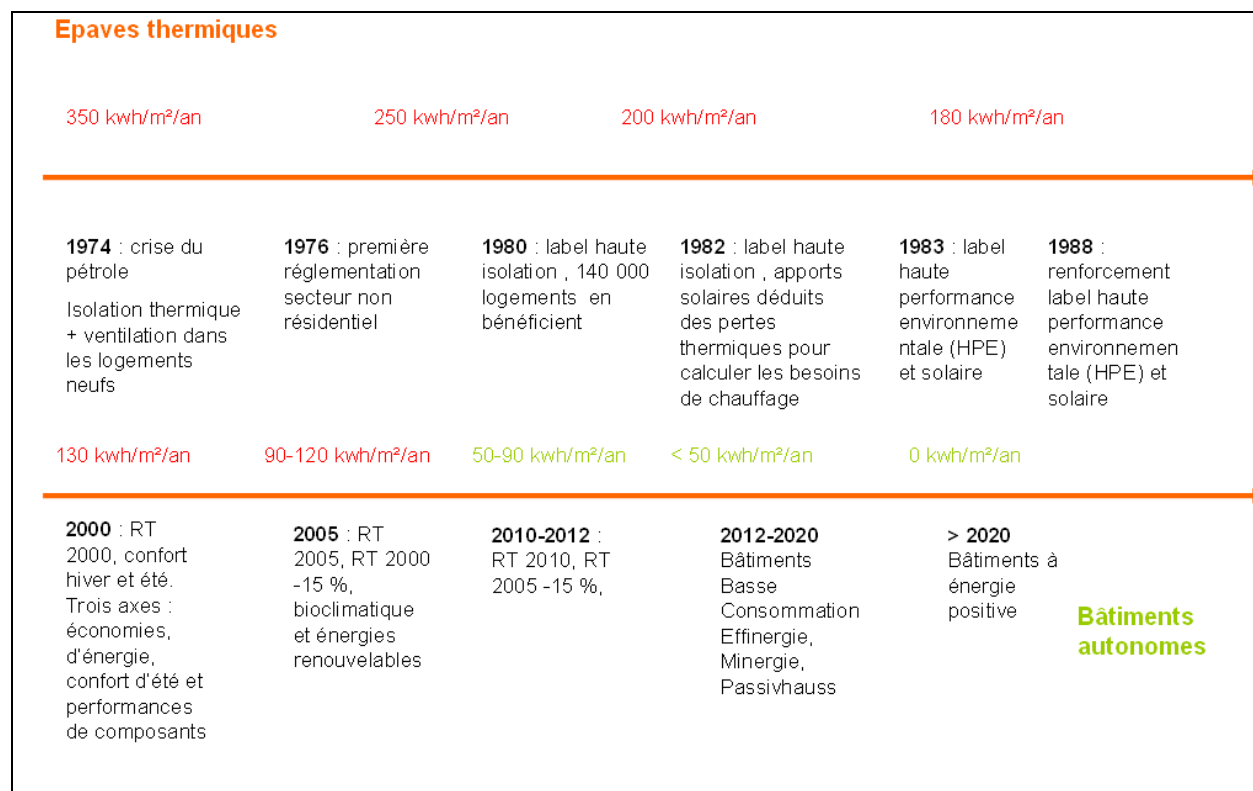 Epaves thermiques
350 kwh/m²/an
250 kwh/m²/an
200 kwh/m²/an
180 kwh/m²/an
1974 : crise du
pétrole
Isolation thermique
+ ventilation dans
les logements
neufs
1976 : première
réglementation
secteur non
résidentiel
1980 : label haute
isolation , 140 000
logements en
bénéficient
1982 : label haute
isolation , apports
solaires déduits
des pertes
thermiques pour
calculer les besoins
de chauffage
1983 : label
haute
performance
environneme
ntale (HPE)
et solaire
1988 :
renforcement
label haute
performance
environnemen
tale (HPE) et
solaire
130 kwh/m²/an
90-120 kwh/m²/an
50-90 kwh/m²/an
< 50 kwh/m²/an
0 kwh/m²/an
2000 : RT
2000, confort
hiver et été.
Trois axes :
économies,
d'énergie,
confort d'été et
performances
de composants
2005 : RT
2005, RT 2000
-15 %,
bioclimatique
et énergies
renouvelables
2010-2012 :
RT 2010, RT
2005 -15 %,
2012-2020
Bâtiments
Basse
Consommation
Effinergie,
Minergie,
Passivhauss
> 2020
Bâtiments à
énergie
positive
Bâtiments
autonomes